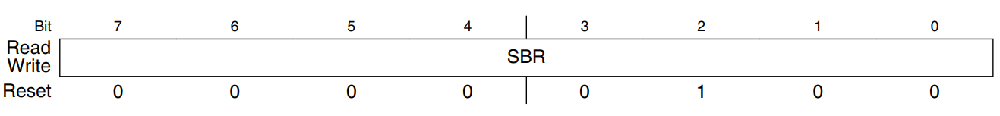 Bit 7 6 5 4 3 2 1 0
Read
Write
SBR
Reset 0 0 0 0 0 1 0 0